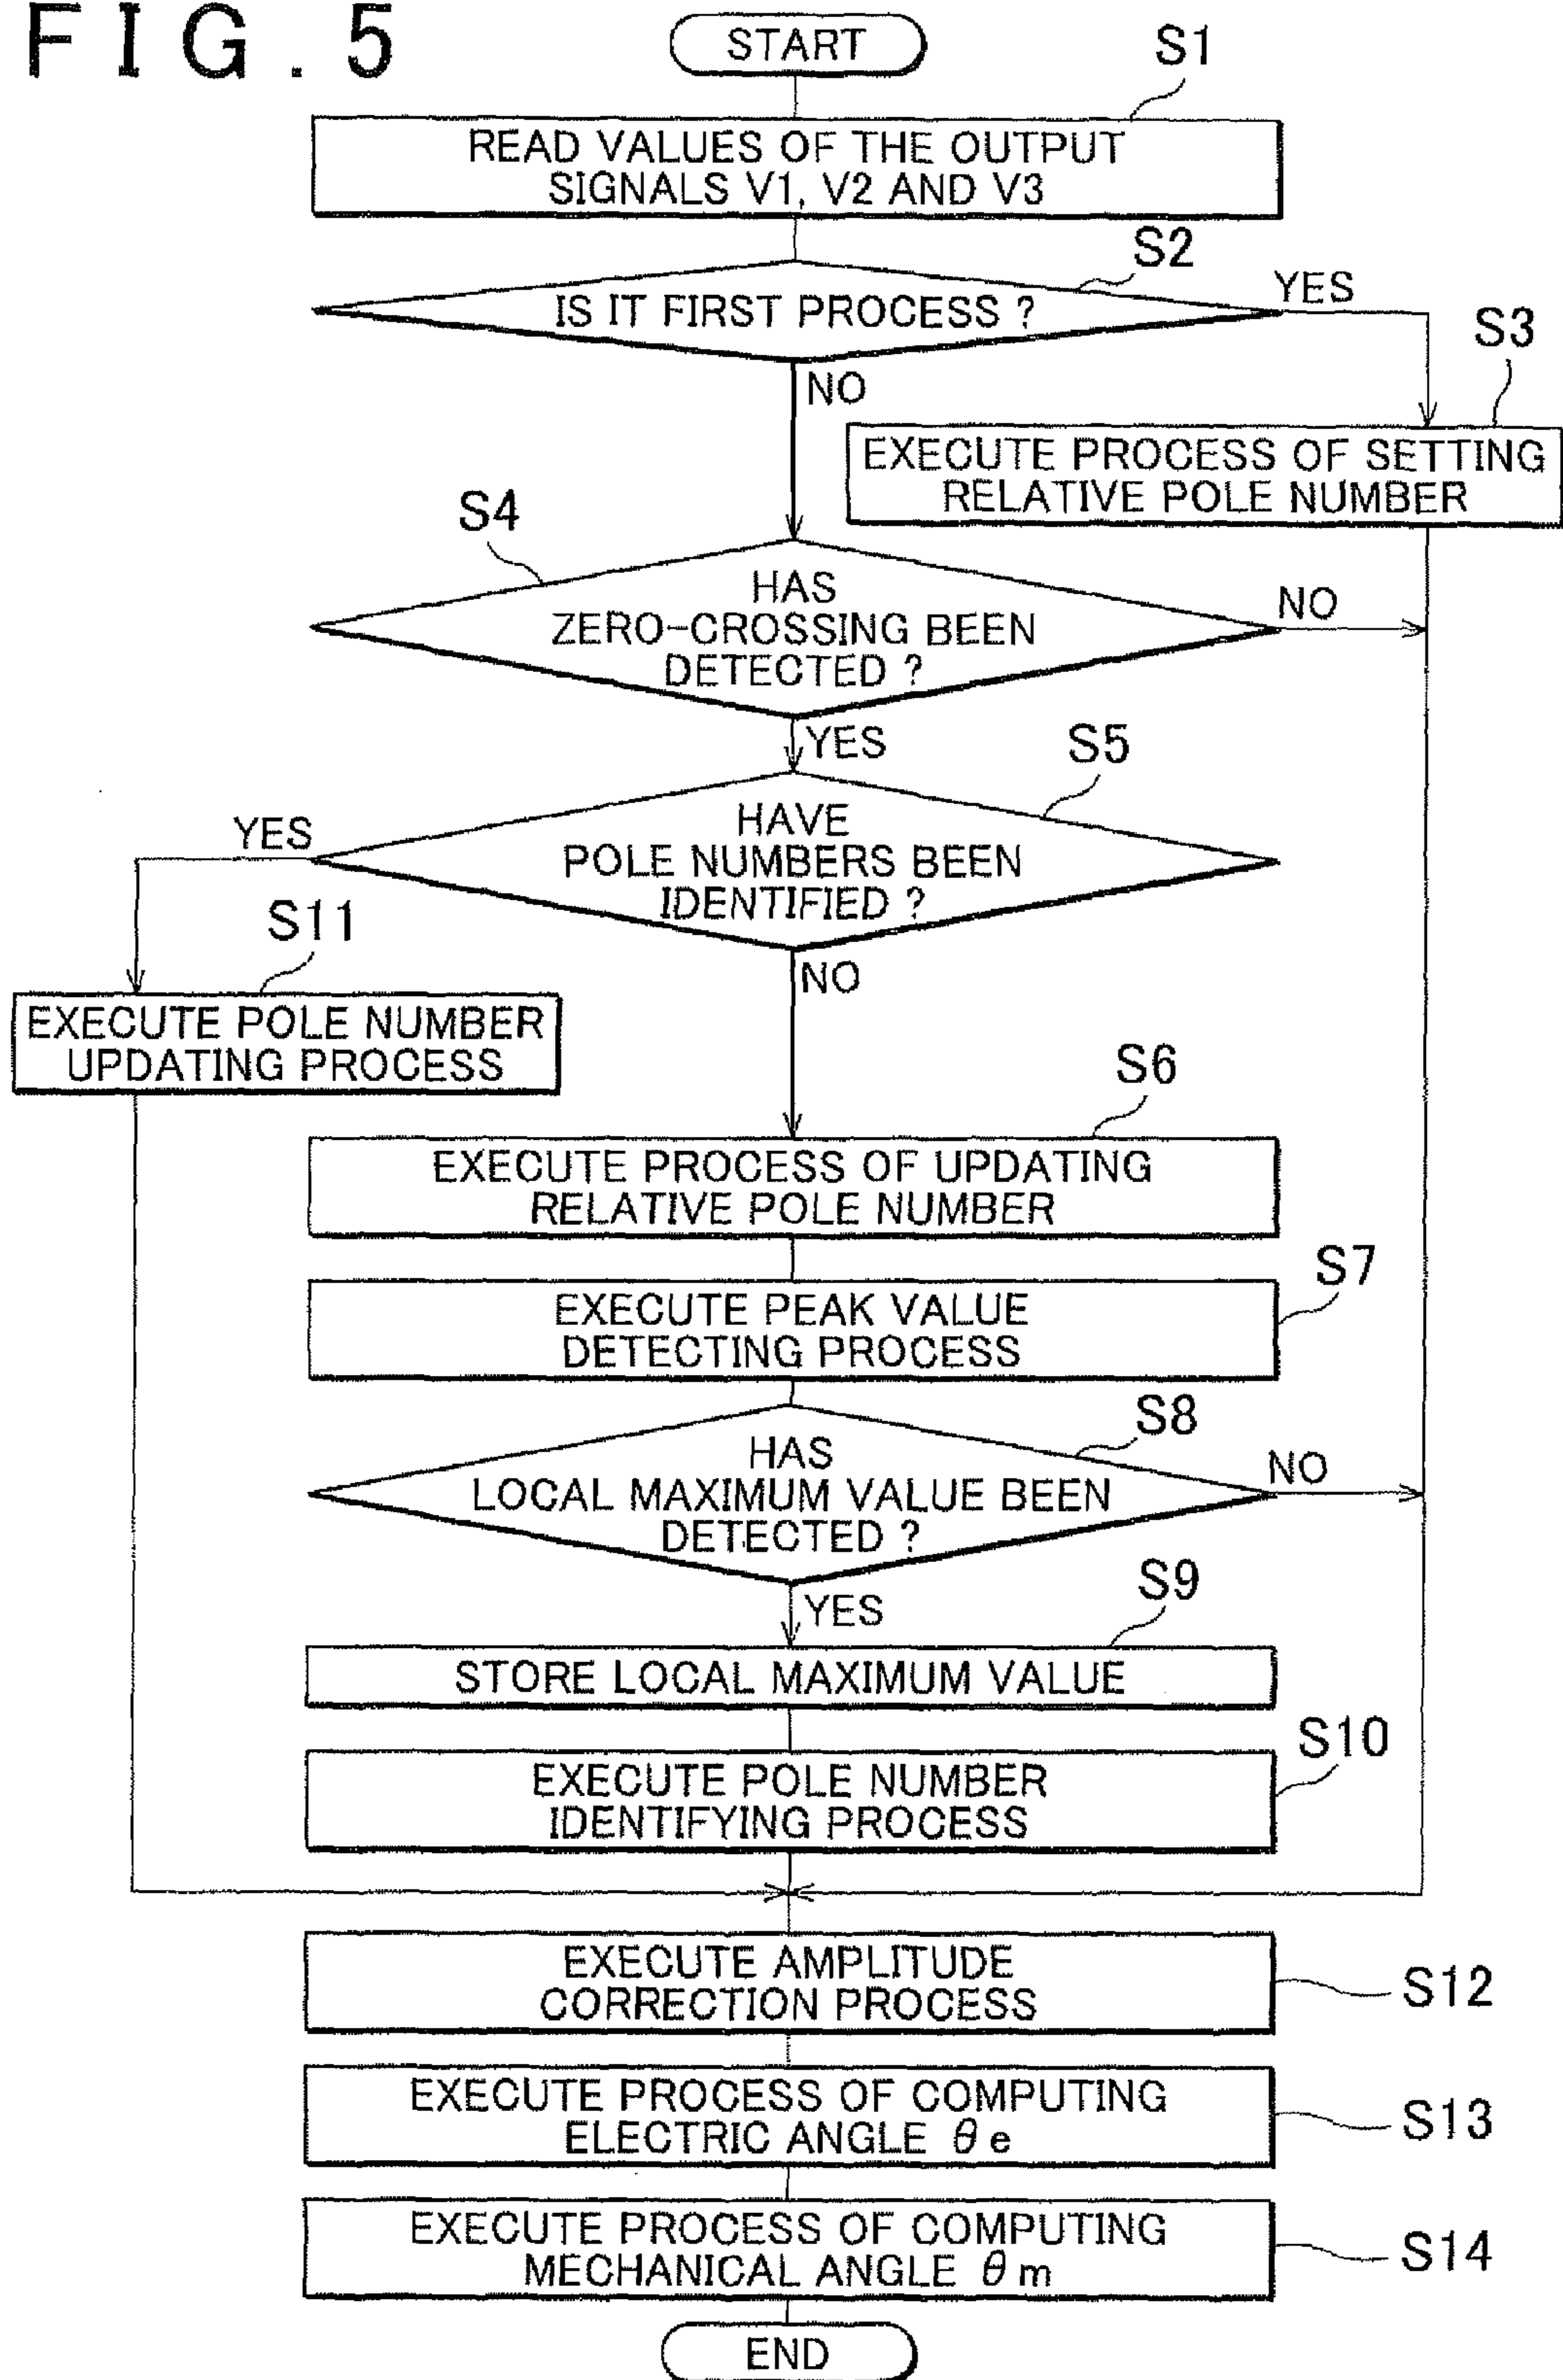 FIG.5
START
S1
READ VALUES OF THE OUTPUT
SIGNALS V1, V2 AND V3
S2
IS IT FIRST PROCESS ?
YES
NO
S3
EXECUTE PROCESS OF SETTING
RELATIVE POLE NUMBER
S4
HAS
ZERO-CROSSING BEEN
DETECTED ?
NO
YES
S5
HAVE
POLE NUMBERS BEEN
IDENTIFIED ?
YES
NO
S11
EXECUTE POLE NUMBER
UPDATING PROCESS
S6
EXECUTE PROCESS OF UPDATING
RELATIVE POLE NUMBER
S7
EXECUTE PEAK VALUE
DETECTING PROCESS
S8
HAS
LOCAL MAXIMUM VALUE BEEN
DETECTED ?
NO
YES
S9
STORE LOCAL MAXIMUM VALUE
S10
EXECUTE POLE NUMBER
IDENTIFYING PROCESS
EXECUTE AMPLITUDE
CORRECTION PROCESS
S12
EXECUTE PROCESS OF COMPUTING
ELECTRIC ANGLE θe
S13
EXECUTE PROCESS OF COMPUTING
MECHANICAL ANGLE θm
S14
END